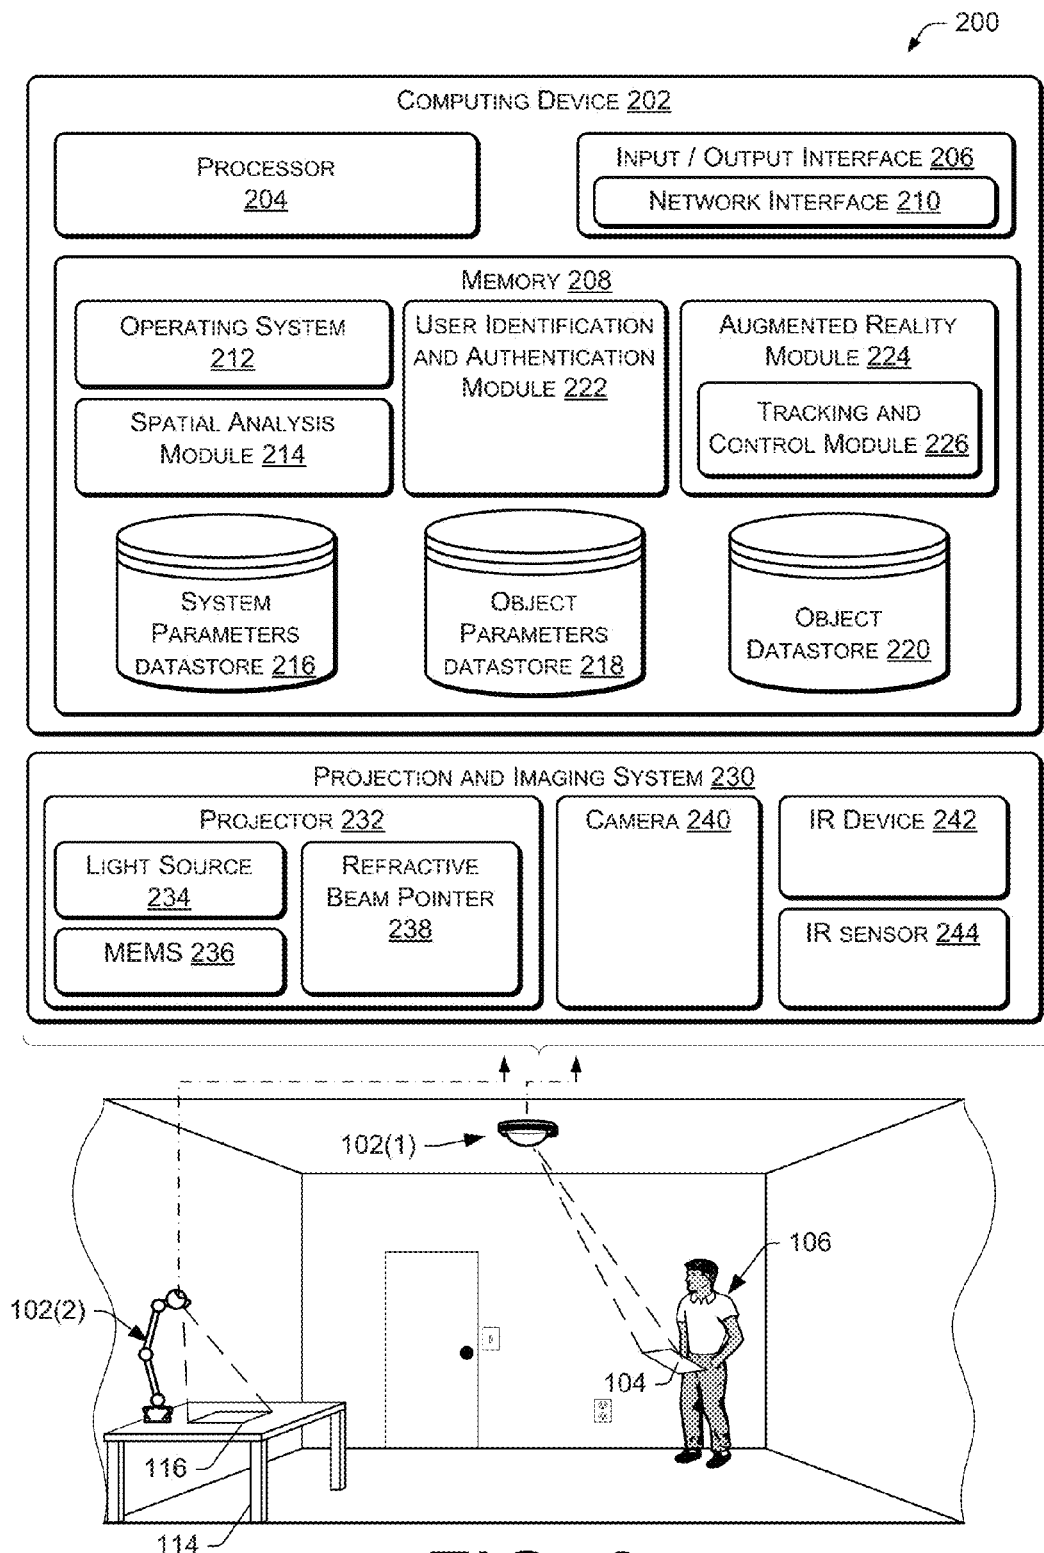 200
COMPUTING DEVICE 202
PROCESSOR
204
INPUT / OUTPUT INTERFACE 206
NETWORK INTERFACE 210
MEMORY 208
OPERATING SYSTEM
212
SPATIAL ANALYSIS
MODULE 214
USER IDENTIFICATION
AND AUTHENTICATION
MODULE 222
AUGMENTED REALITY
MODULE 224
TRACKING AND
CONTROL MODULE 226
SYSTEM
PARAMETERS
DATASTORE 216
OBJECT
PARAMETERS
DATASTORE 218
OBJECT
DATASTORE 220
PROJECTION AND IMAGING SYSTEM 230
PROJECTOR 232
LIGHT SOURCE
234
MEMS 236
REFRACTIVE
BEAM POINTER
238
CAMERA 240
IR DEVICE 242
IR SENSOR 244
102(1)
106
102(2)
104
116
114